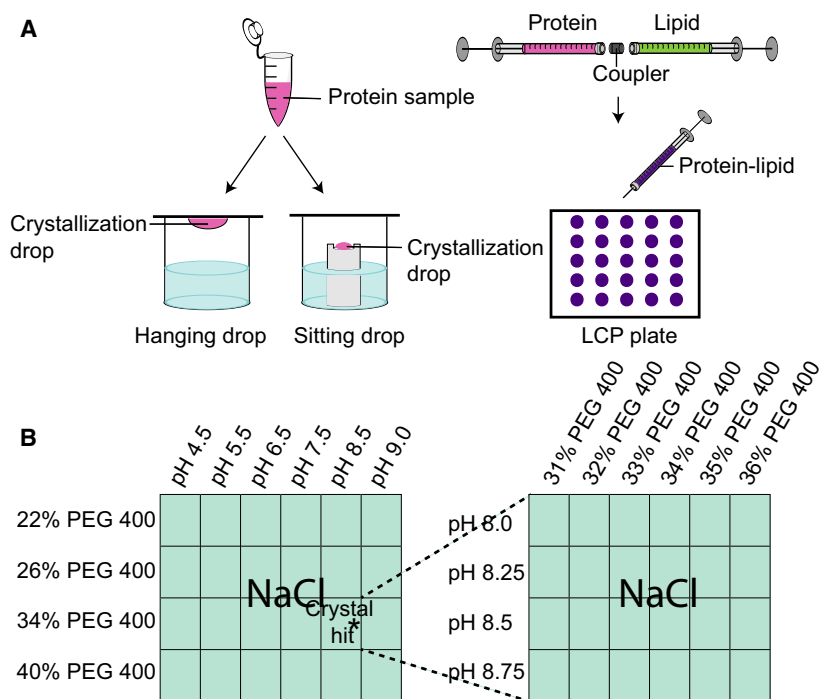 A
Protein
Lipid
Coupler
Protein sample
Protein-lipid
Crystallization
drop
Crystallization
drop
Hanging drop
Sitting drop
LCP plate
B
pH 4.5
pH 5.5
pH 6.5
pH 7.5
pH 8.5
pH 9.0
22% PEG 400
26% PEG 400
34% PEG 400
40% PEG 400
NaCl
Crystal
hit
*
31% PEG 400
32% PEG 400
33% PEG 400
34% PEG 400
35% PEG 400
36% PEG 400
pH 8.0
pH 8.25
pH 8.5
pH 8.75
NaCl